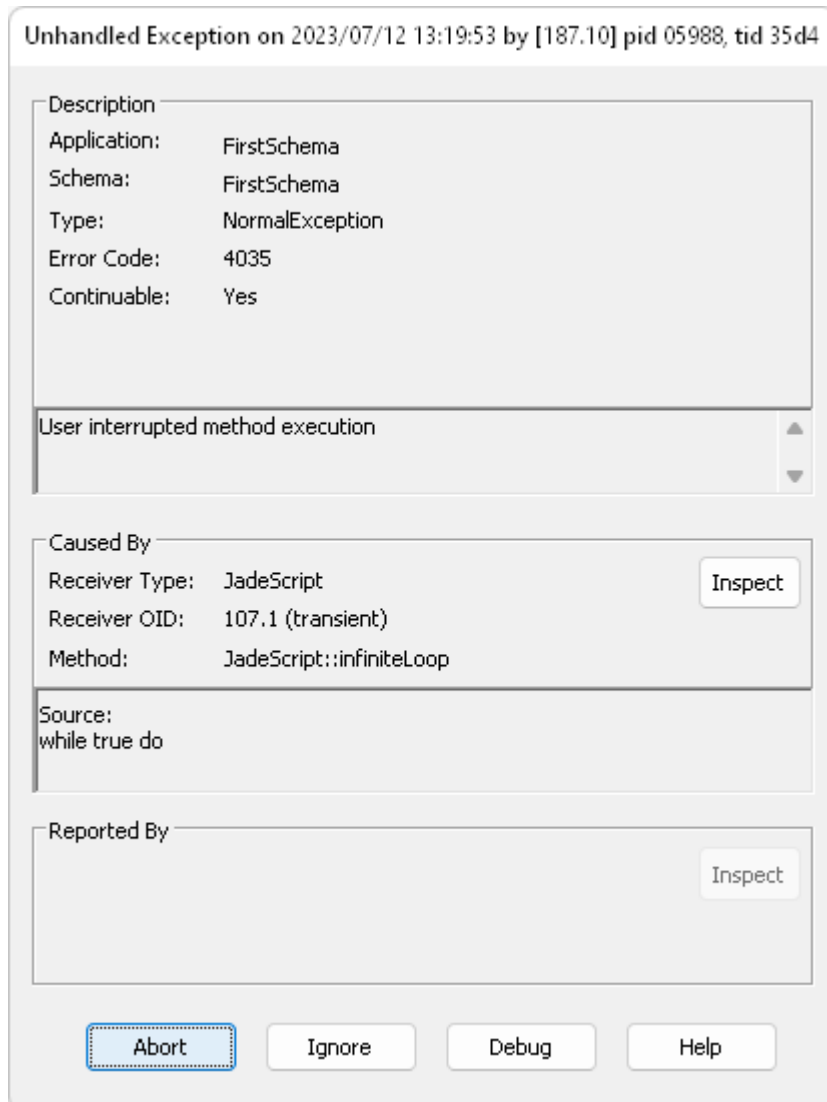 Unhandled Exception on 2023/07/12 13:19:53 by [187.10] pid 05988, tid 35d4
Description
Application: FirstSchema
Schema: FirstSchema
Type: NormalException
Error Code: 4035
Continuable: Yes
User interrupted method execution
Caused By
Receiver Type: JadeScript
Inspect
Receiver OID: 107.1 (transient)
Method: JadeScript::infiniteLoop
Source:
while true do
Reported By
Inspect
Abort Ignore Debug Help